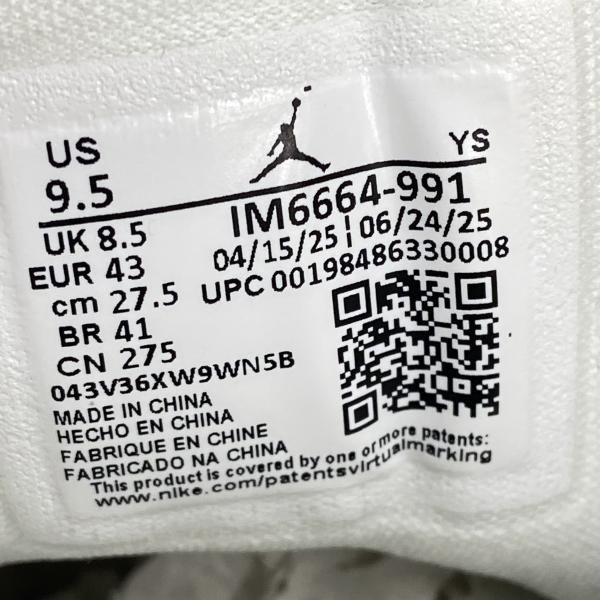 US YS
9.5
IM6664-991
UK 8.5 04/15/25 | 06/24/25
EUR 43 UPC 00198486330008
cm 27.5
BR 41
CN 275
043V36XW9WN5B
MADE IN CHINA
HECHO EN CHINA
FABRIQUE EN CHINE
FABRICADO NA CHINA
This product is covered by one or more patents:
www.nike.com/patentsvirtualmarking